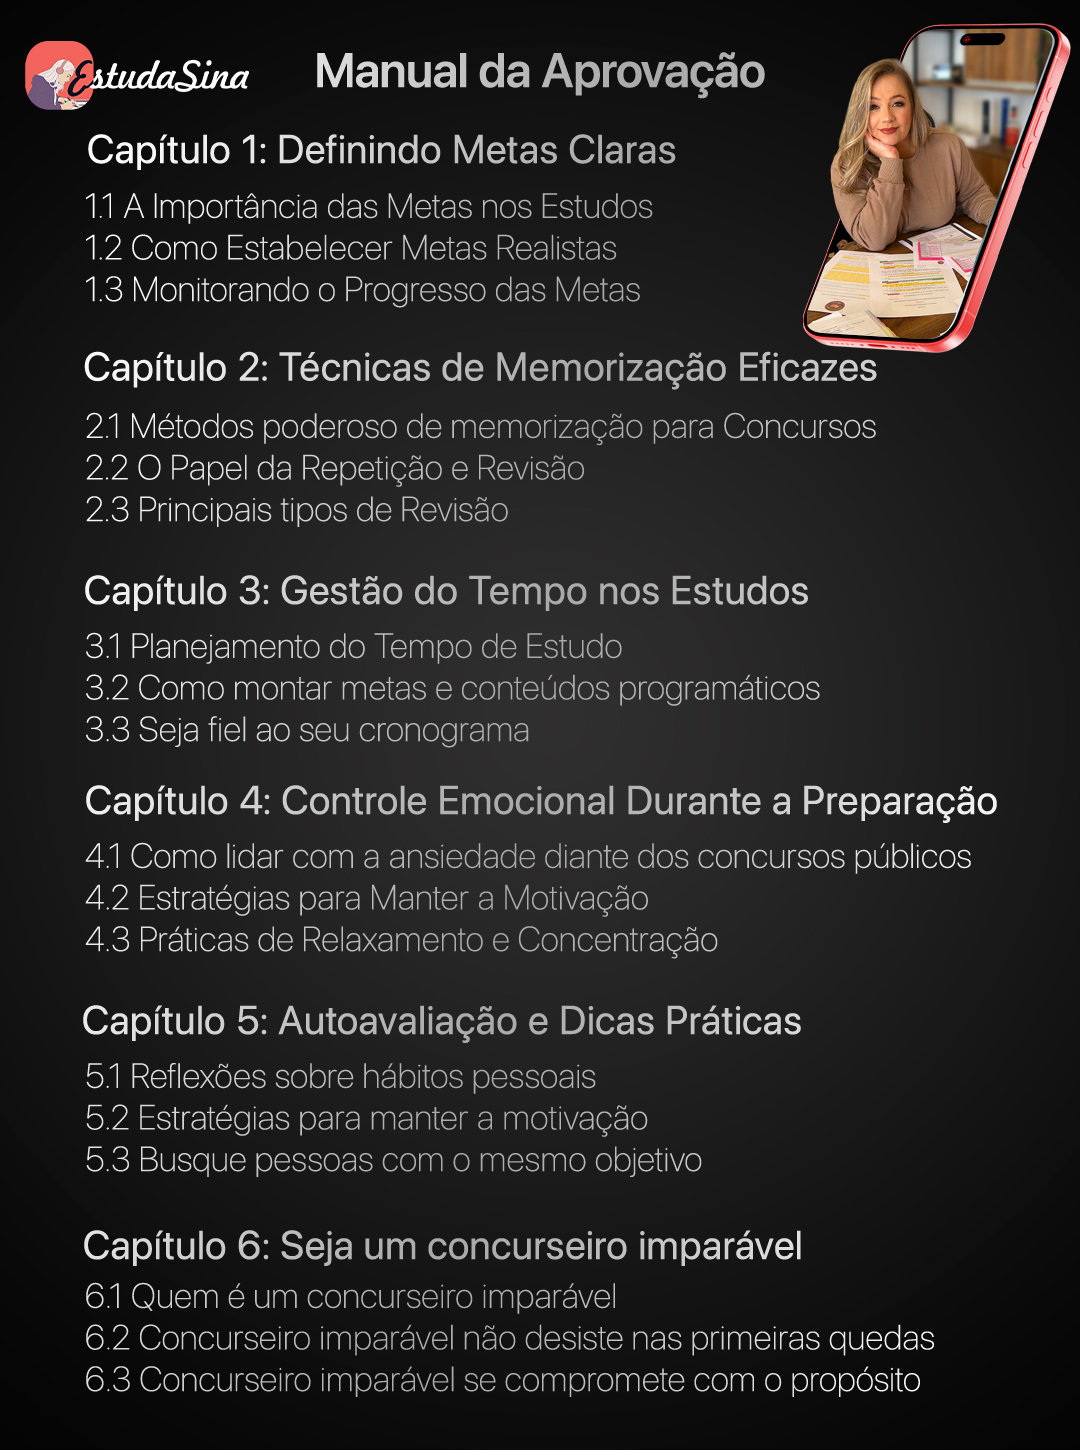 EstudaSina
Manual da Aprovação
Capítulo 1: Definindo Metas Claras
1.1 A Importância das Metas nos Estudos
1.2 Como Estabelecer Metas Realistas
1.3 Monitorando o Progresso das Metas
Capítulo 2: Técnicas de Memorização Eficazes
2.1 Métodos poderoso de memorização para Concursos
2.2 O Papel da Repetição e Revisão
2.3 Principais tipos de Revisão
Capítulo 3: Gestão do Tempo nos Estudos
3.1 Planejamento do Tempo de Estudo
3.2 Como montar metas e conteúdos programáticos
3.3 Seja fiel ao seu cronograma
Capítulo 4: Controle Emocional Durante a Preparação
4.1 Como lidar com a ansiedade diante dos concursos públicos
4.2 Estratégias para Manter a Motivação
4.3 Práticas de Relaxamento e Concentração
Capítulo 5: Autoavaliação e Dicas Práticas
5.1 Reflexões sobre hábitos pessoais
5.2 Estratégias para manter a motivação
5.3 Busque pessoas com o mesmo objetivo
Capítulo 6: Seja um concurseiro imparável
6.1 Quem é um concurseiro imparável
6.2 Concurseiro imparável não desiste nas primeiras quedas
6.3 Concurseiro imparável se compromete com o propósito